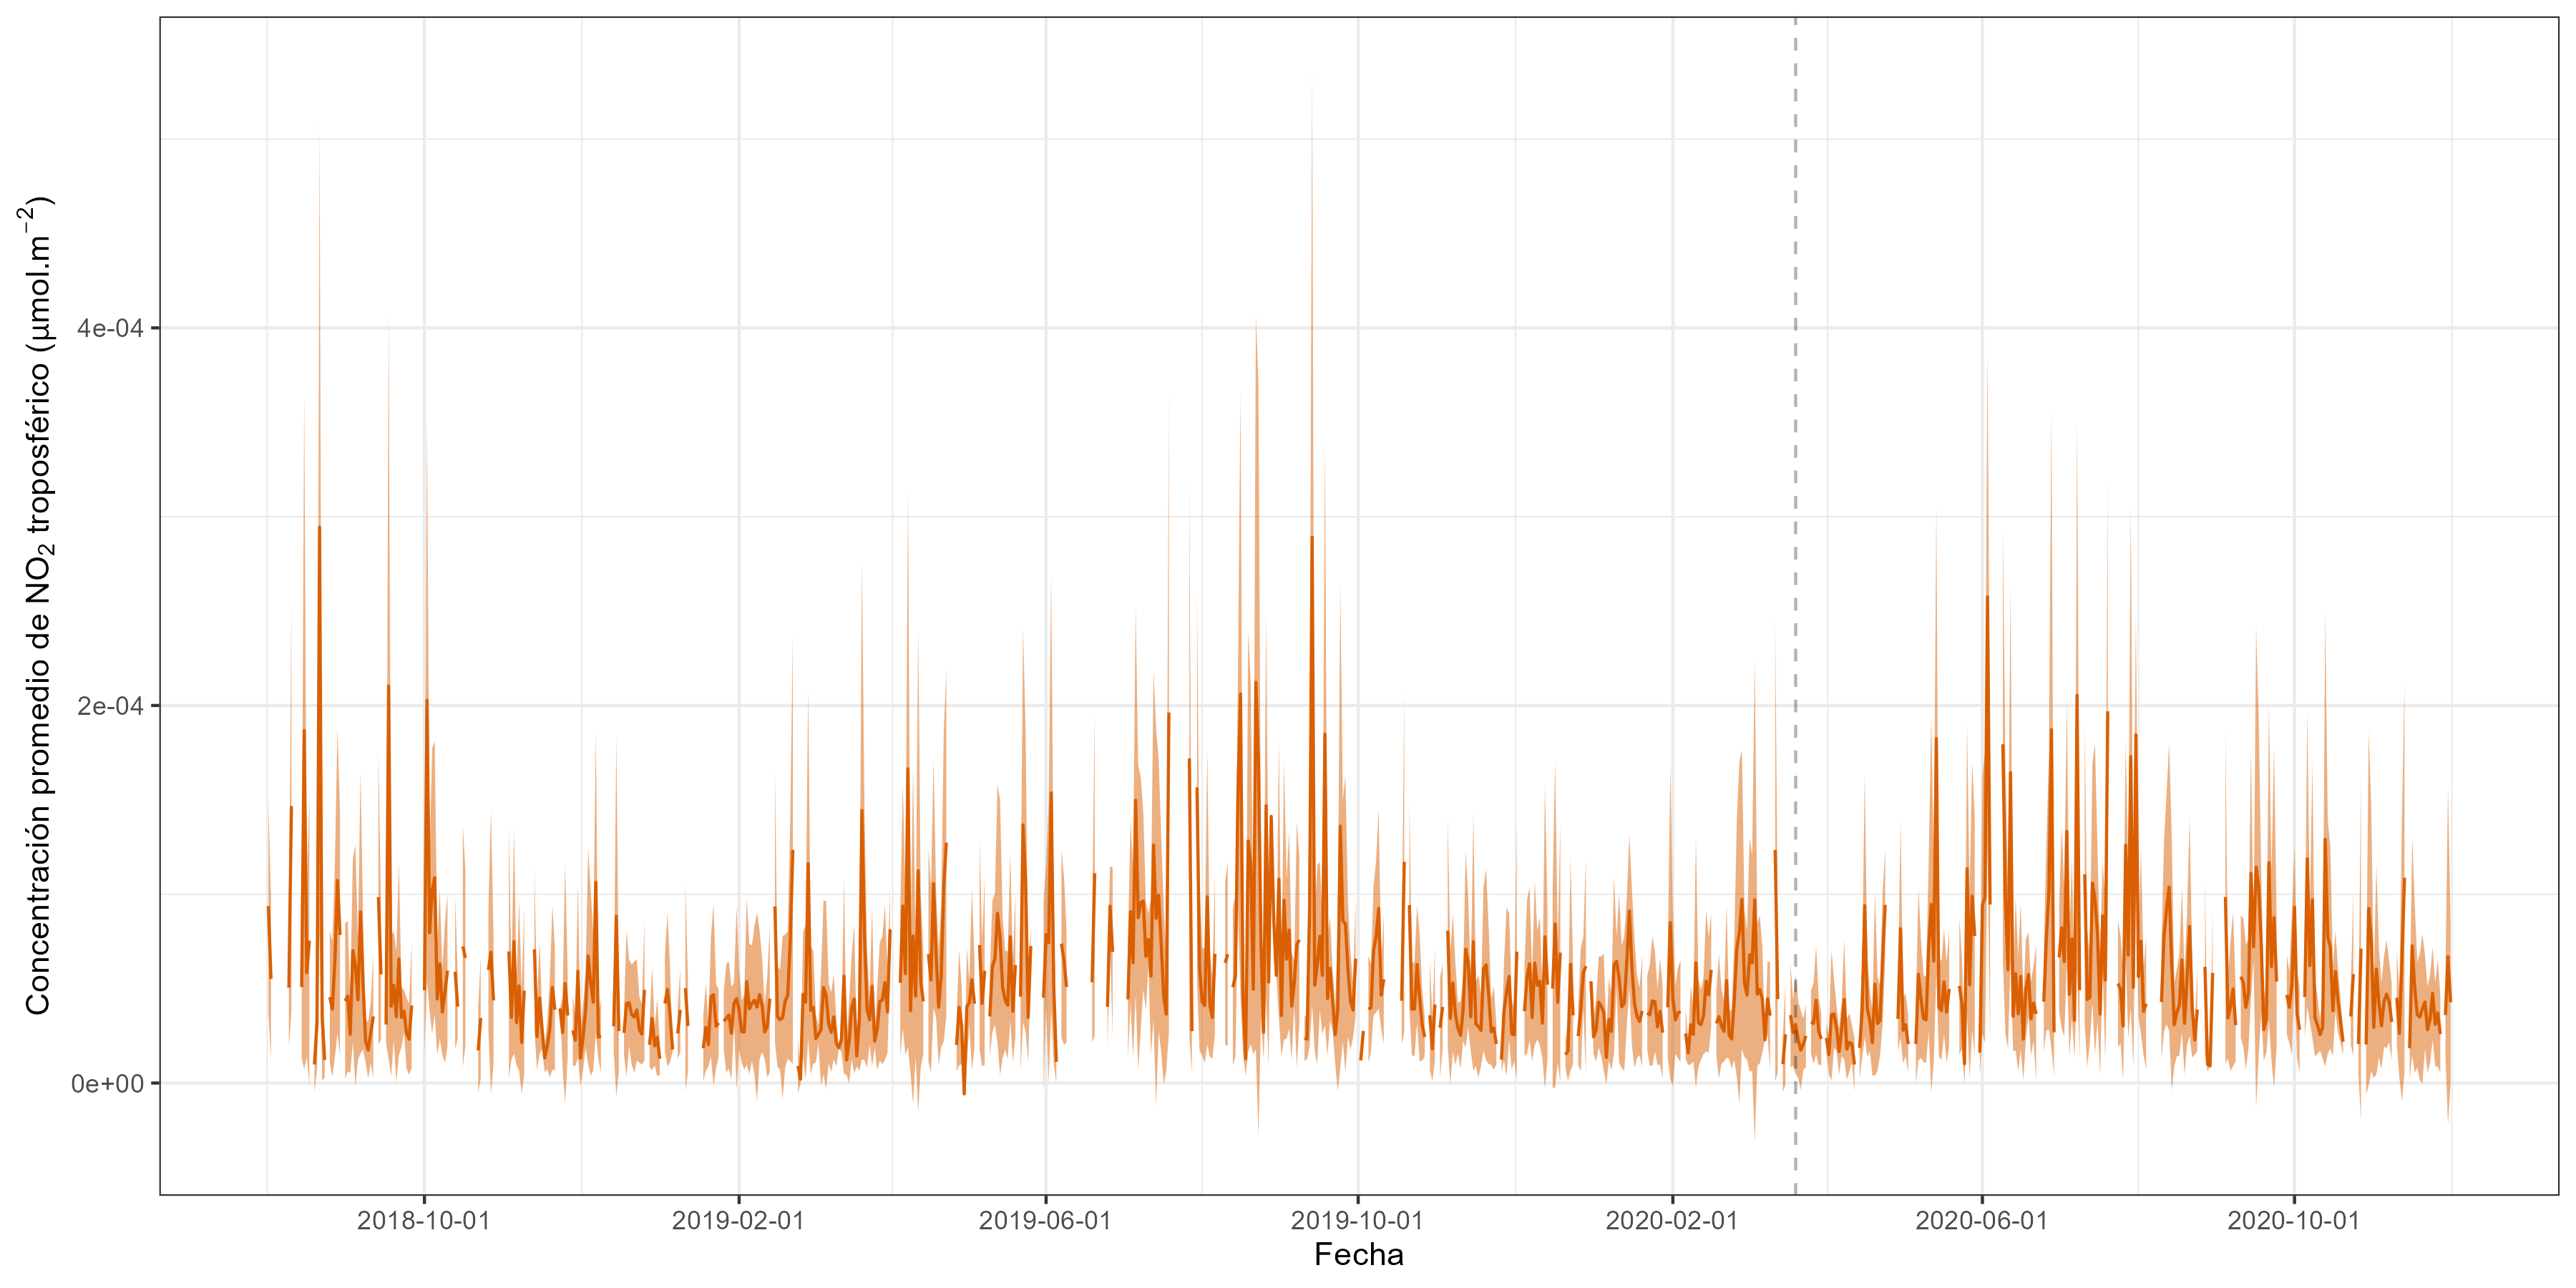 Concentración promedio de NO₂ troposférico (μmol.m⁻²)
4e-04
2e-04
0e+00
2018-10-01 2019-02-01 2019-06-01 2019-10-01 2020-02-01 2020-06-01 2020-10-01
Fecha